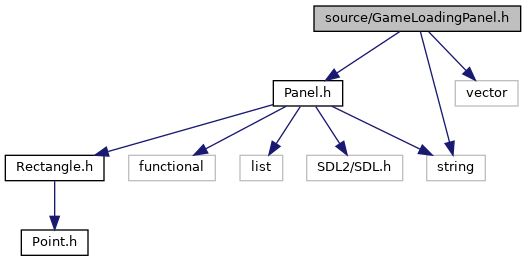 source/GameLoadingPanel.h
Panel.h
vector
Rectangle.h
functional
list
SDL2/SDL.h
string
Point.h